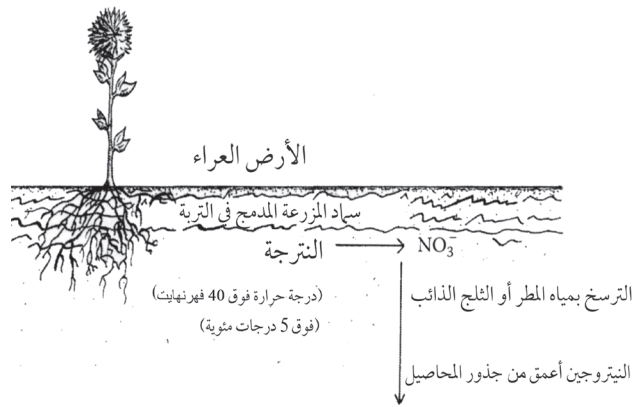 الأرض العراء
سماد المزرعة المدمج في التربة
النترجة → NO₃⁻
(درجة حرارة فوق 40 فهرنهايت)
(فوق 5 درجات مئوية)
الترسخ بمياه المطر أو الثلج الذائب
النيتروجين أعمق من جذور المحاصيل